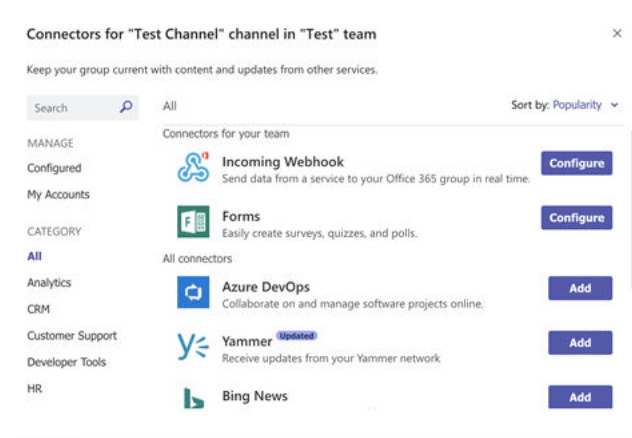 Connectors for "Test Channel" channel in "Test" team
Keep your group current with content and updates from other services.
Search
All
Sort by: Popularity
MANAGE
Configured
My Accounts
CATEGORY
All
Analytics
CRM
Customer Support
Developer Tools
HR
Connectors for your team
Incoming Webhook
Send data from a service to your Office 365 group in real time.
Configure
Forms
Easily create surveys, quizzes, and polls.
Configure
All connectors
Azure DevOps
Collaborate on and manage software projects online.
Add
Yammer Updated
Receive updates from your Yammer network
Add
Bing News
Add